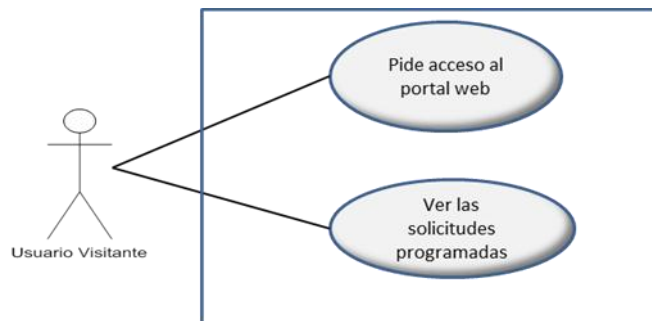 Pide acceso al
portal web
Usuario Visitante
Ver las
solicitudes
programadas